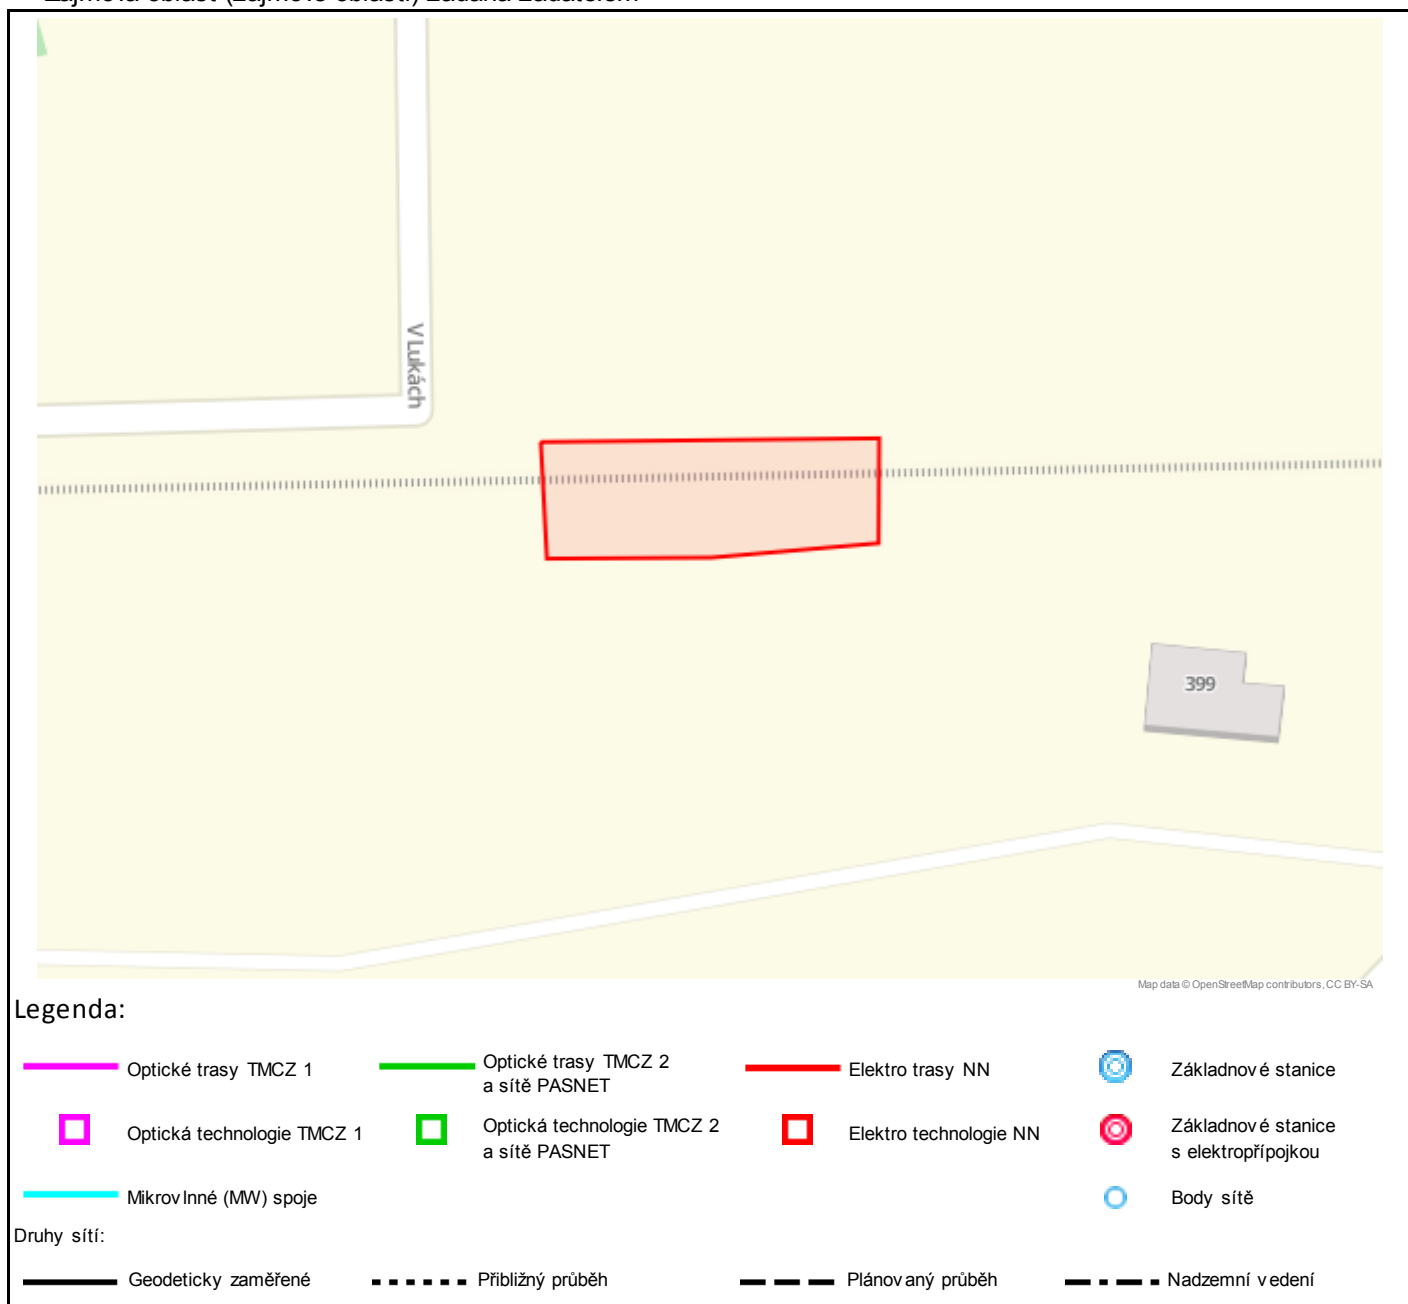 V Lukách
399
Map data © OpenStreetMap contributors, CC BY-SA
Legenda:
Optické trasy TMCZ 1
Optické trasy TMCZ 2
a sítě PASNET
Elektro trasy NN
Základnové stanice
Optická technologie TMCZ 1
Optická technologie TMCZ 2
a sítě PASNET
Elektro technologie NN
Základnové stanice
s elektropřípojkou
Mikrovlnné (MW) spoje
Body sítě
Druhy sítí:
Geodeticky zaměřené
Přibližný průběh
Plánovaný průběh
Nadzemní vedení